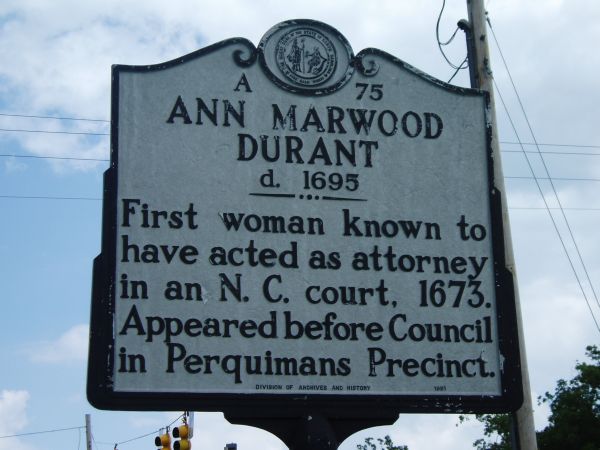 A 75
ANN MARWOOD
DURANT
d. 1695
First woman known to
have acted as attorney
in an N. C. court, 1673.
Appeared before Council
in Perquimans Precinct.
DIVISION OF ARCHIVES AND HISTORY